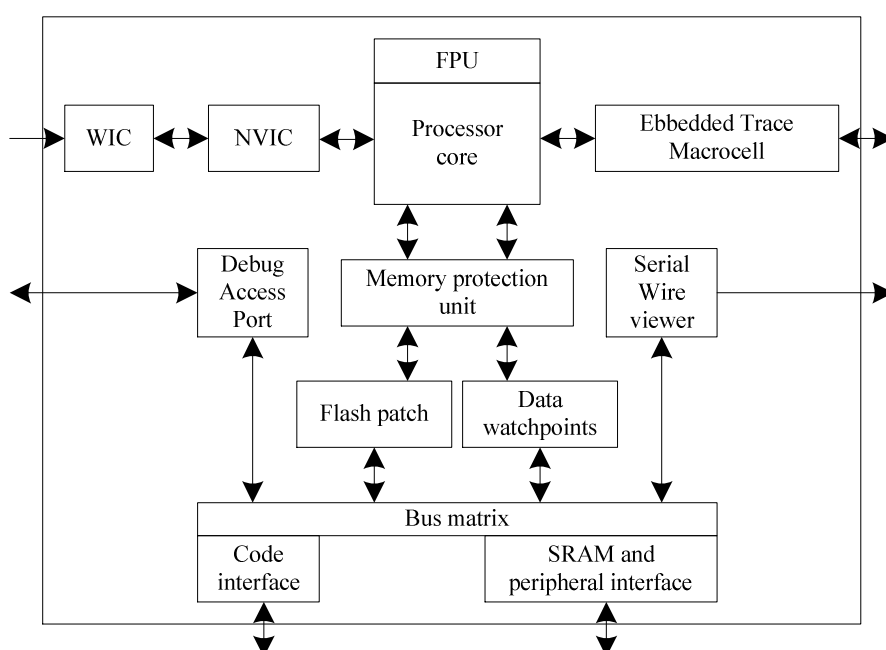 FPU
WIC
NVIC
Processor
core
Ebbedded Trace
Macrocell
Debug
Access
Port
Memory protection
unit
Serial
Wire
viewer
Flash patch
Data
watchpoints
Bus matrix
Code
interface
SRAM and
peripheral interface